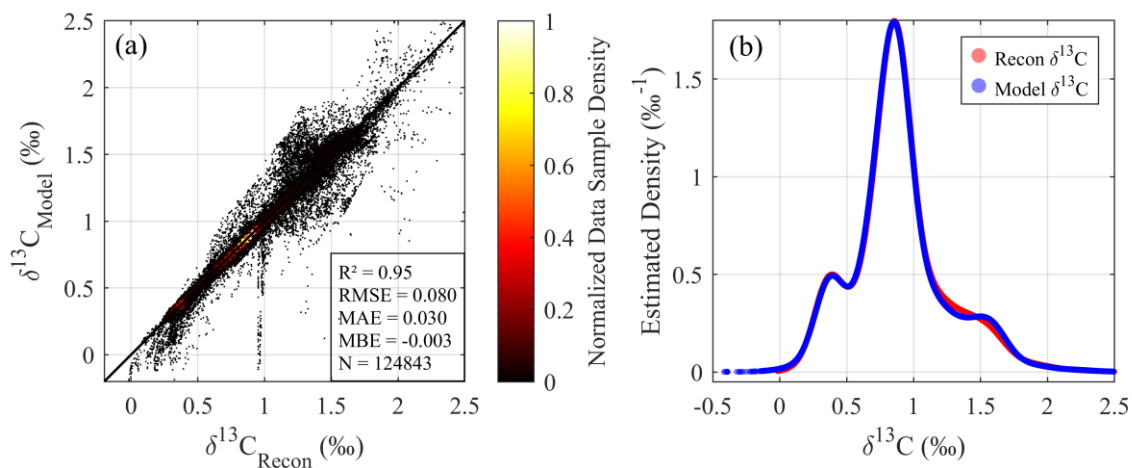 (a)
2.5
2
1.5
1
0.5
0
0 0.5 1 1.5 2 2.5
δ¹³C_Model (‰)
δ¹³C_Recon (‰)
R² = 0.95
RMSE = 0.080
MAE = 0.030
MBE = -0.003
N = 124843
1
0.8
0.6
0.4
0.2
0
Normalized Data Sample Density
(b)
1.5
1
0.5
0
-0.5 0 0.5 1 1.5 2 2.5
Estimated Density (‰⁻¹)
δ¹³C (‰)
Recon δ¹³C
Model δ¹³C